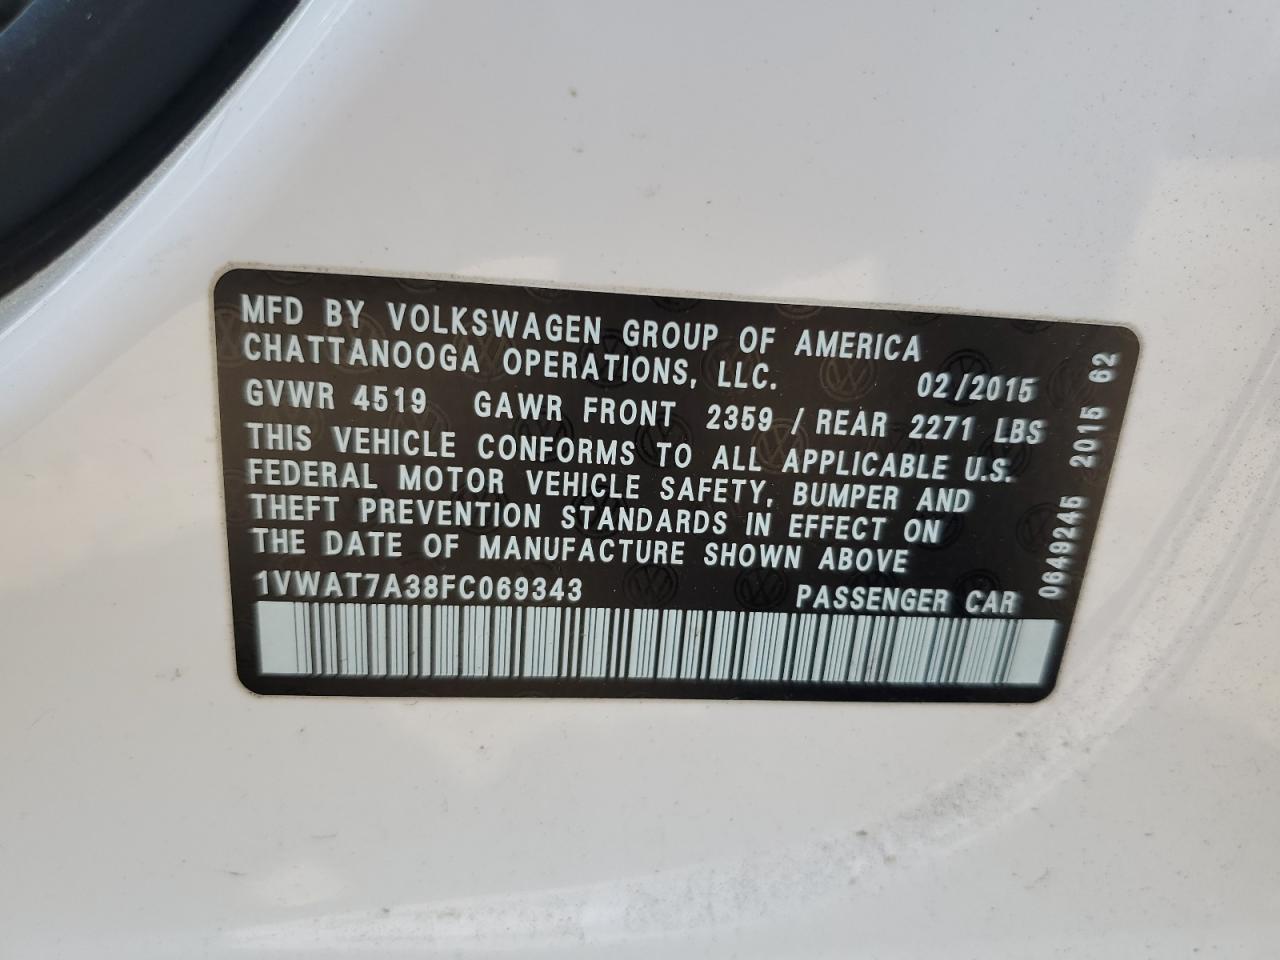 MFD BY VOLKSWAGEN GROUP OF AMERICA
CHATTANOOGA OPERATIONS, LLC. 02/2015
GVWR 4519 GAWR FRONT 2359 / REAR 2271 LBS
THIS VEHICLE CONFORMS TO ALL APPLICABLE U.S.
FEDERAL MOTOR VEHICLE SAFETY, BUMPER AND
THEFT PREVENTION STANDARDS IN EFFECT ON
THE DATE OF MANUFACTURE SHOWN ABOVE
1VWAT7A38FC069343 PASSENGER CAR
0649245 2015 62